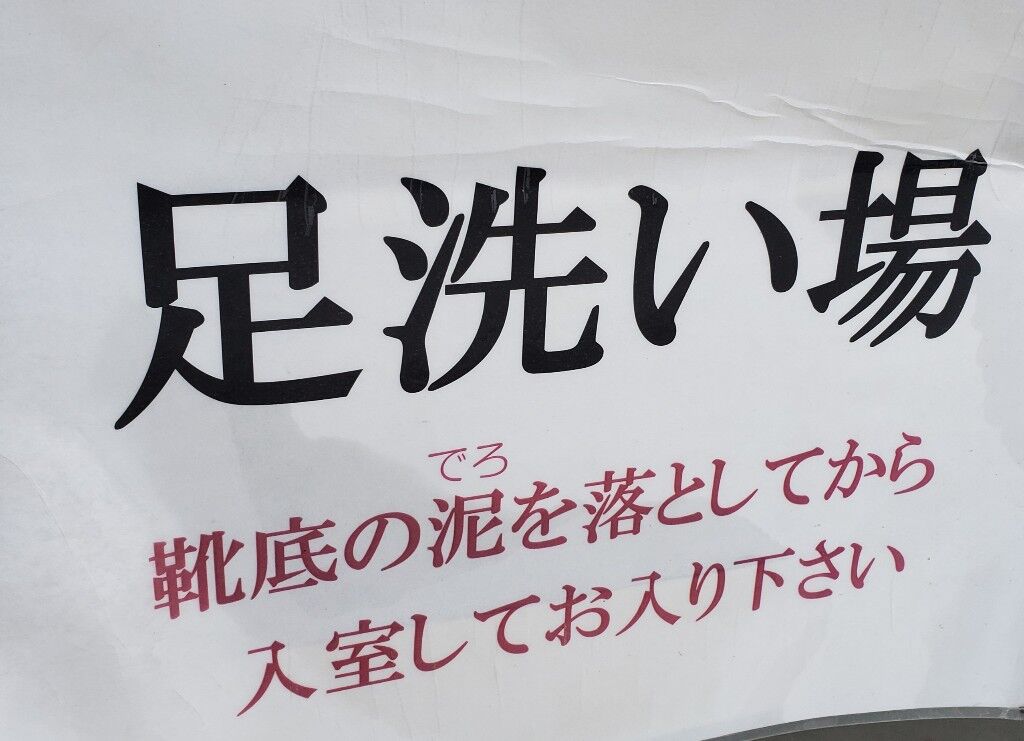 足洗い場
でろ
靴底の泥を落としてから
入室してお入り下さい